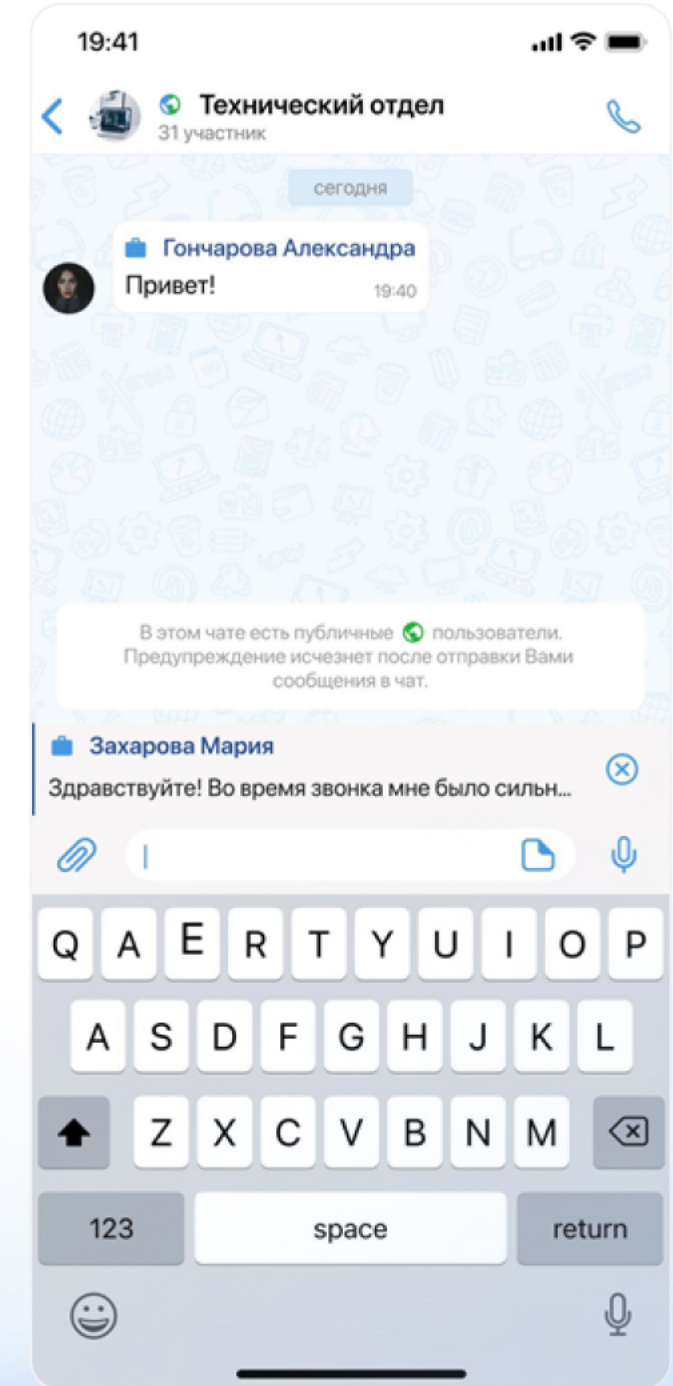 19:41
Технический отдел
31 участник
сегодня
Гончарова Александра
Привет!
19:40
В этом чате есть публичные пользователи.
Предупреждение исчезнет после отправки Вами
сообщения в чат.
Захарова Мария
Здравствуйте! Во время звонка мне было сильн...
Q A E R T Y U I O P
A S D F G H J K L
Z X C V B N M
123 space return